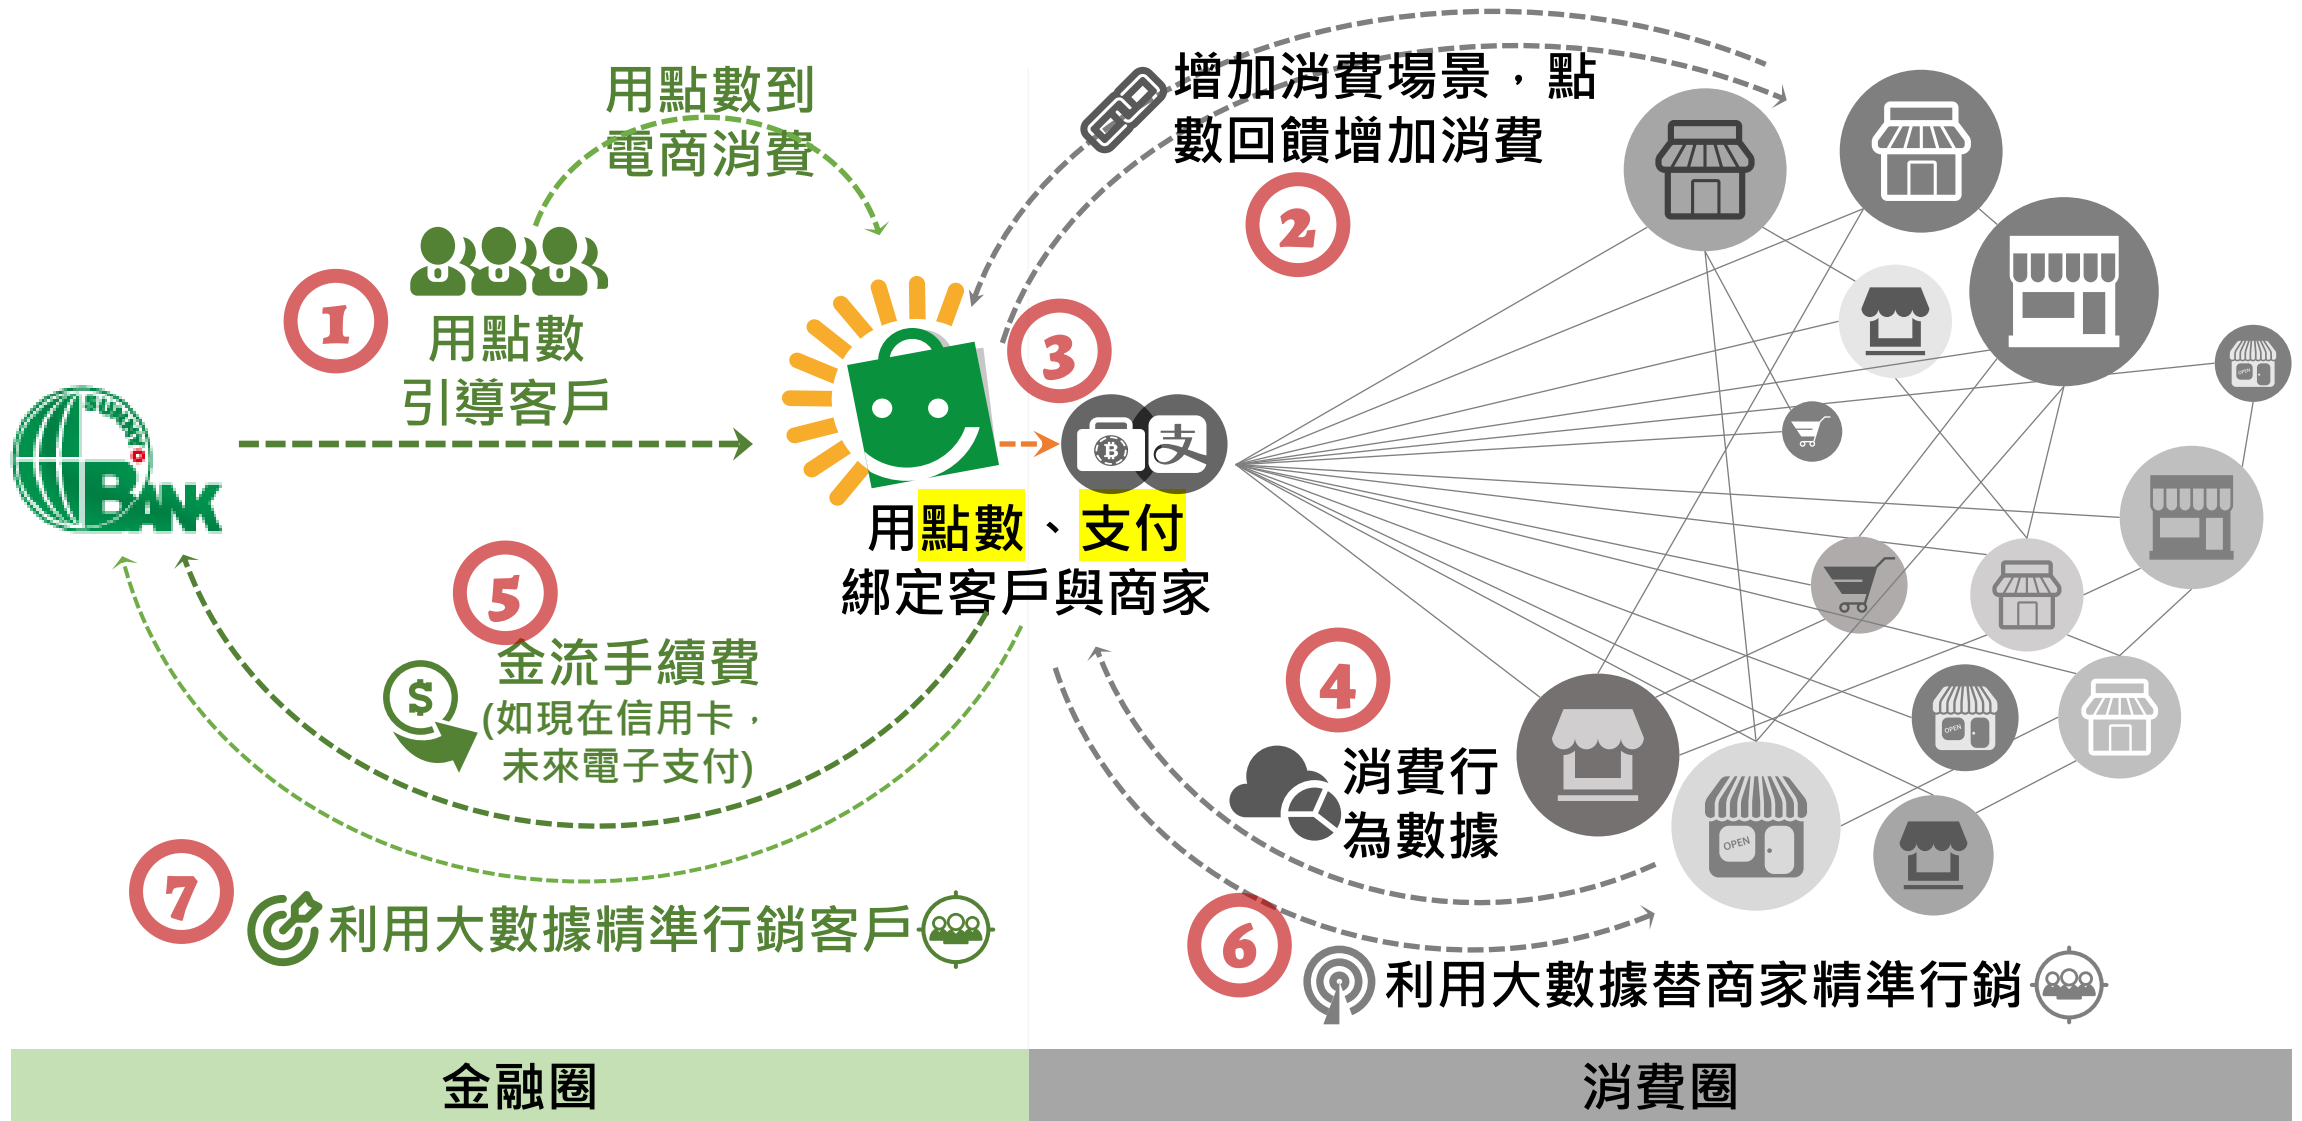 用點數到
電商消費
增加消費場景，點
數回饋增加消費
2
1
用點數
引導客戶
3
SUNNY
BANK
B
支
用點數、支付
綁定客戶與商家
5
金流手續費
$
(如現在信用卡，
未來電子支付)
4
消費行
為數據
OPEN
OPEN
OPEN
7
利用大數據精準行銷客戶
6
利用大數據替商家精準行銷
金融圈
消費圈